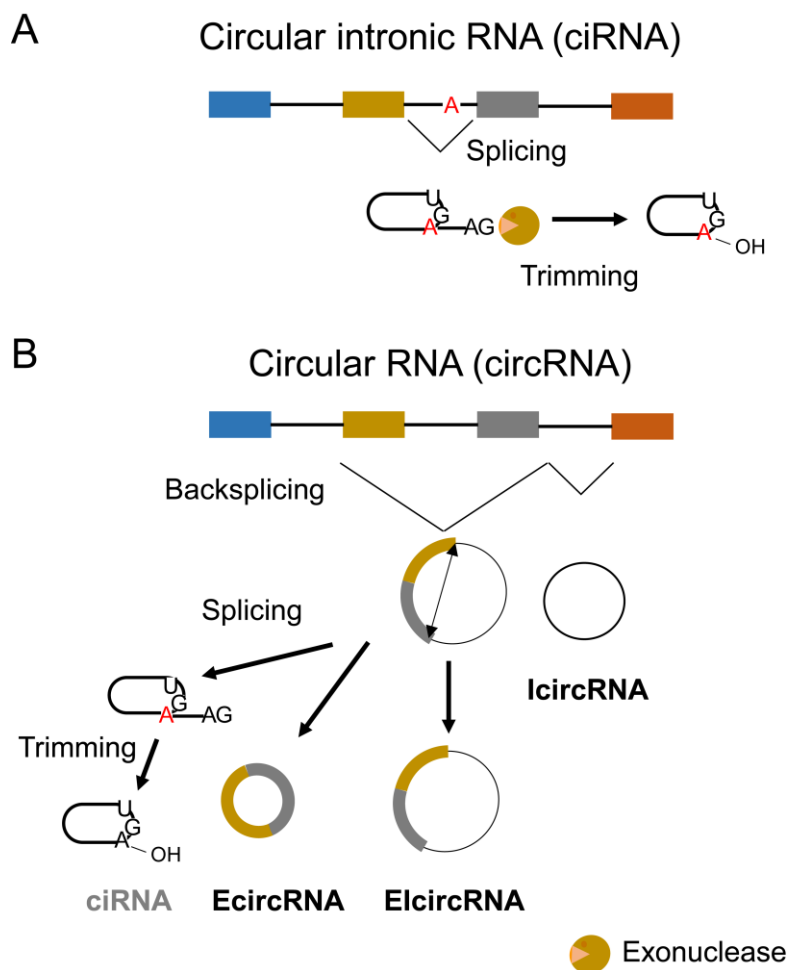 A
Circular intronic RNA (ciRNA)
A
Splicing
U
G
A AG
U
G
A
OH
Trimming
B
Circular RNA (circRNA)
Backsplicing
Splicing
IcircRNA
U
G
A AG
Trimming
U
G
A
OH
ciRNA EcircRNA EIcircRNA
Exonuclease